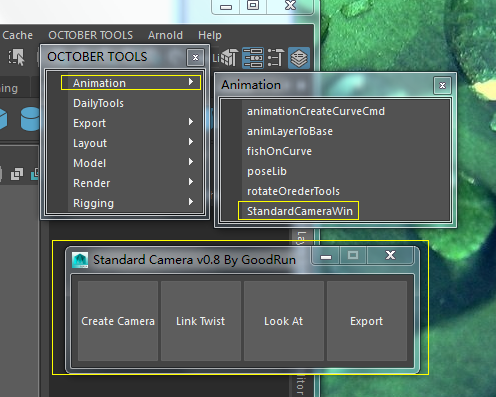 Cache OCTOBER TOOLS Arnold Help
OCTOBER TOOLS
Animation
DailyTools
Export
Layout
Model
Render
Rigging
Animation
animationCreateCurveCmd
animLayerToBase
fishOnCurve
poseLib
rotateOrederTools
StandardCameraWin
Standard Camera v0.8 By GoodRun
Create Camera Link Twist Look At Export